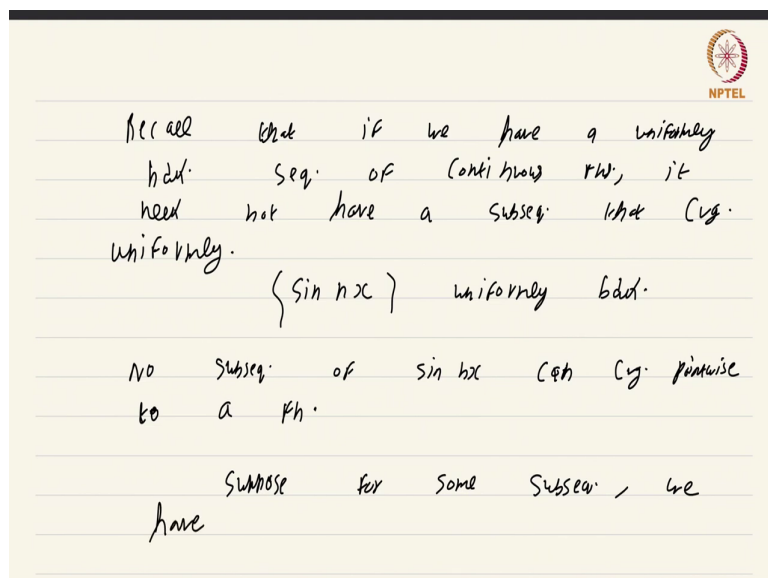 NPTEL
Recall that if we have a uniformly
bdd. seq. of continuous fns., it
need not have a subseq. that cvg.
uniformly.
{sin nx} uniformly bdd.
No subseq. of sin nx can cvg. pointwise
to a fn.
Suppose for some subseq., we
have